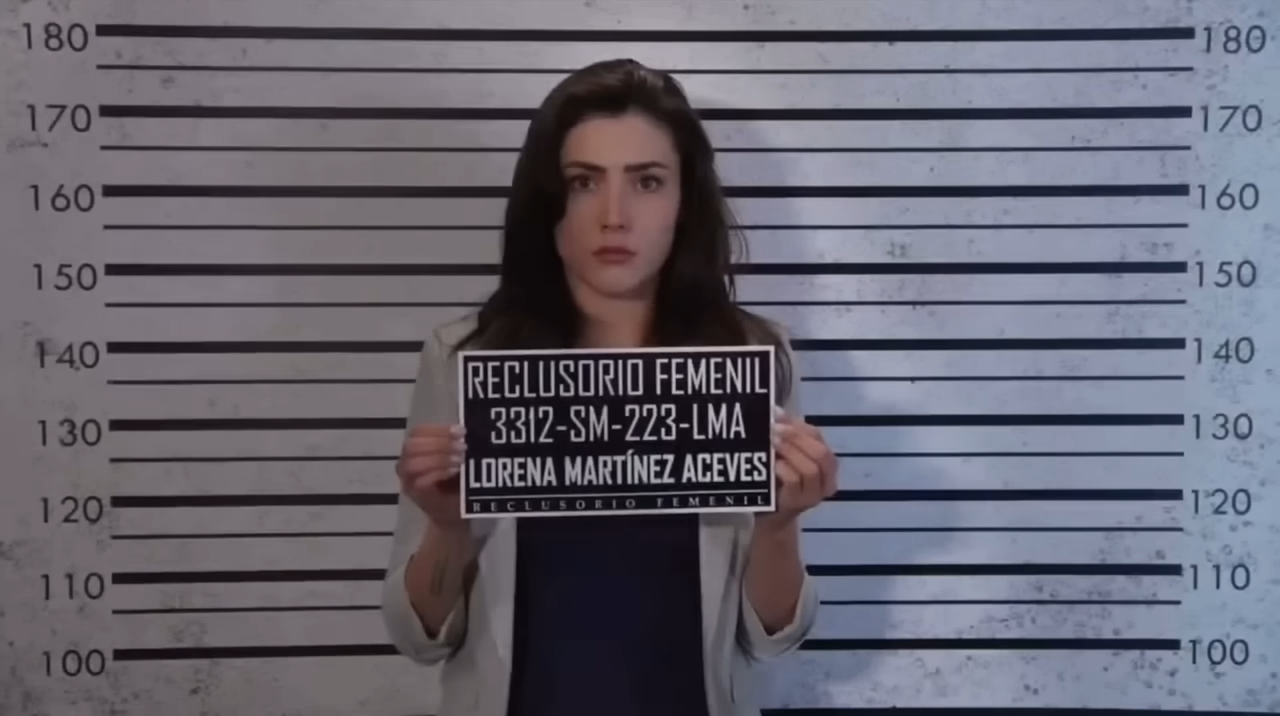 180 180
170 170
160 160
150 150
140 140
130 130
120 120
110 110
100 100
RECLUSORIO FEMENIL
3312-SM-223-LMA
LORENA MARTÍNEZ ACEVES
RECLUSORIO FEMENIL